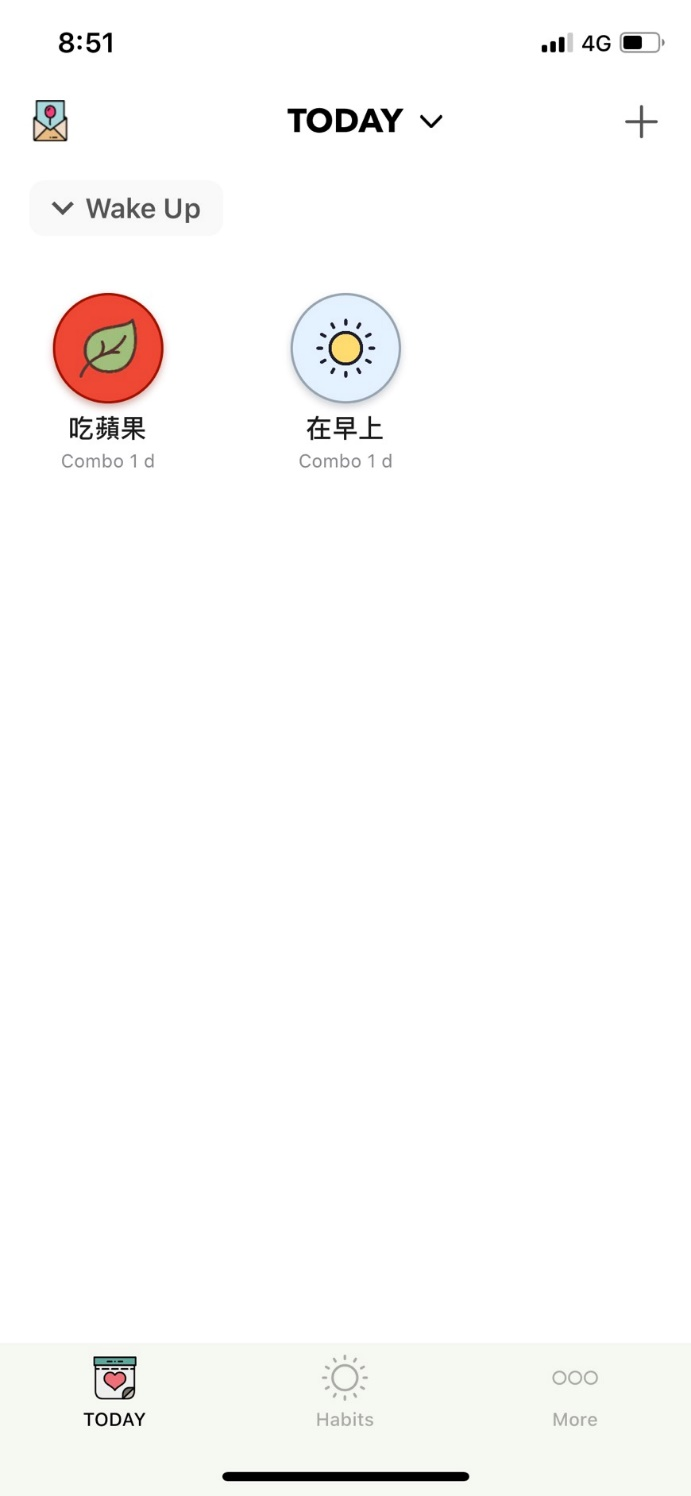 8:51
4G
TODAY
Wake Up
吃蘋果
Combo 1 d
在早上
Combo 1 d
TODAY
Habits
More